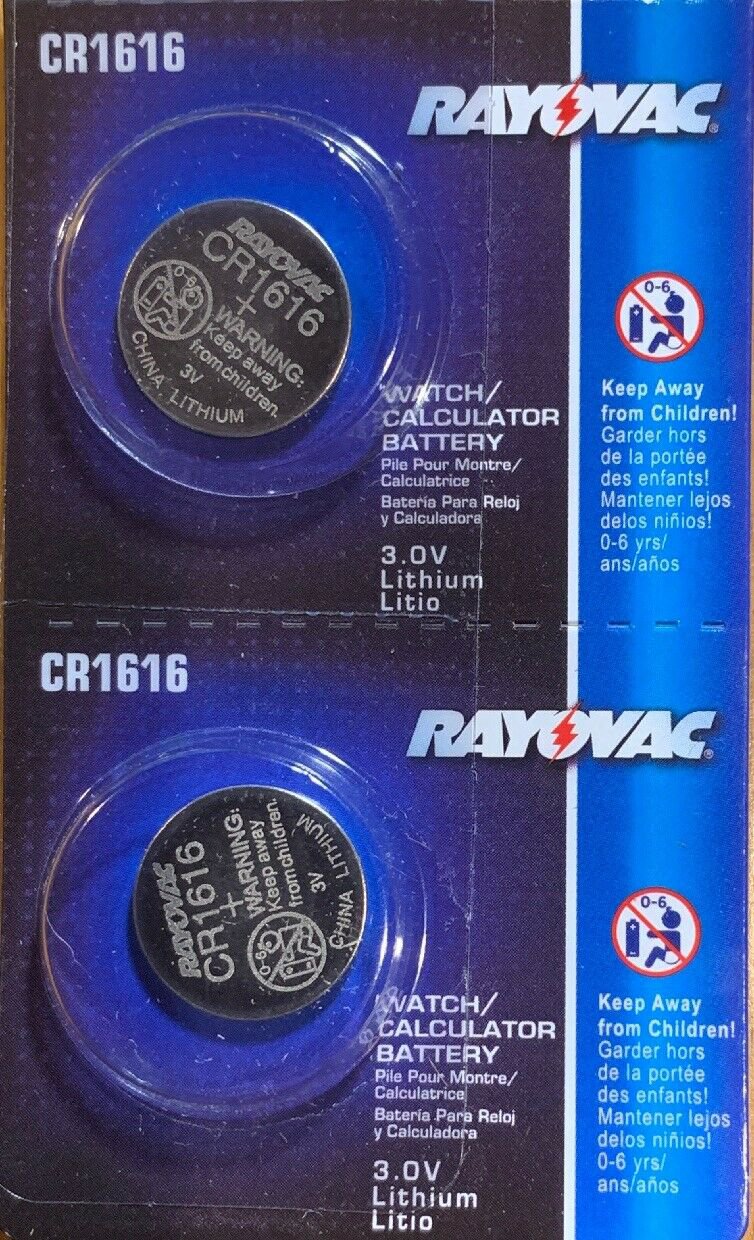 CR1616
RAYOVAC
RAYOVAC
CR1616
+
WARNING:
Keep away
from children.
3V
CHINA LITHIUM
0-6
0-6
WATCH/
CALCULATOR
BATTERY
Pile Pour Montre/
Calculatrice
Batería Para Reloj
y Calculadora
3.0V
Lithium
Litio
Keep Away
from Children!
Garder hors
de la portée
des enfants!
Mantener lejos
delos niñios!
0-6 yrs/
ans/años
CR1616
RAYOVAC
RAYOVAC
CR1616
+
WARNING:
Keep away
from children.
3V
CHINA LITHIUM
0-6
0-6
WATCH/
CALCULATOR
BATTERY
Pile Pour Montre/
Calculatrice
Batería Para Reloj
y Calculadora
3.0V
Lithium
Litio
Keep Away
from Children!
Garder hors
de la portée
des enfants!
Mantener lejos
delos niñios!
0-6 yrs/
ans/años